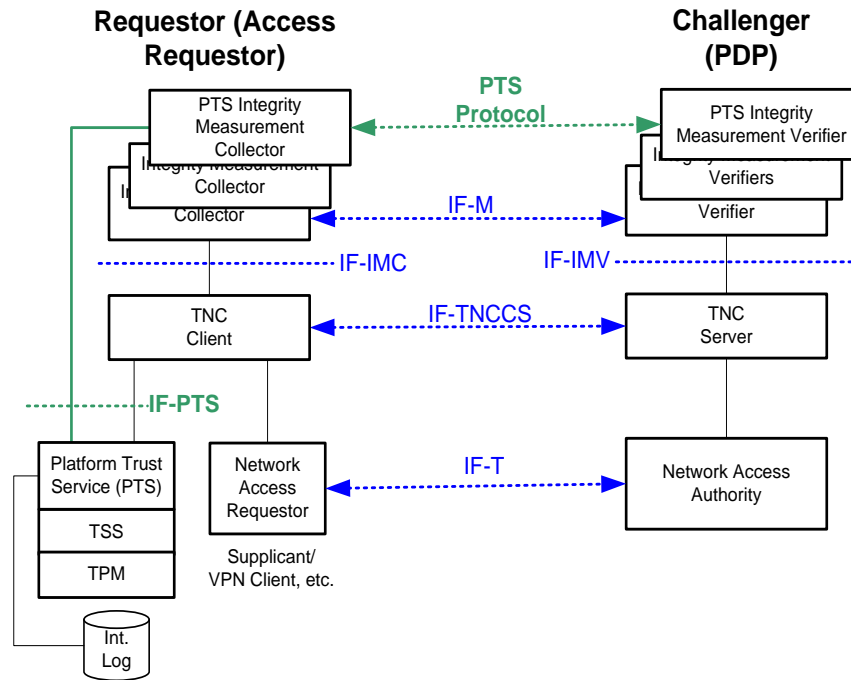 Requestor (Access
Requestor)
Challenger
(PDP)
PTS
Protocol
PTS Integrity
Measurement
Collector
PTS Integrity
Measurement Verifier
Integrity Measurement
Collector
Verifiers
Collector
IF-M
Verifier
IF-IMC
IF-IMV
TNC
Client
IF-TNCCS
TNC
Server
IF-PTS
Platform Trust
Service (PTS)
Network
Access
Requestor
IF-T
Network Access
Authority
TSS
TPM
Supplicant/
VPN Client, etc.
Int.
Log